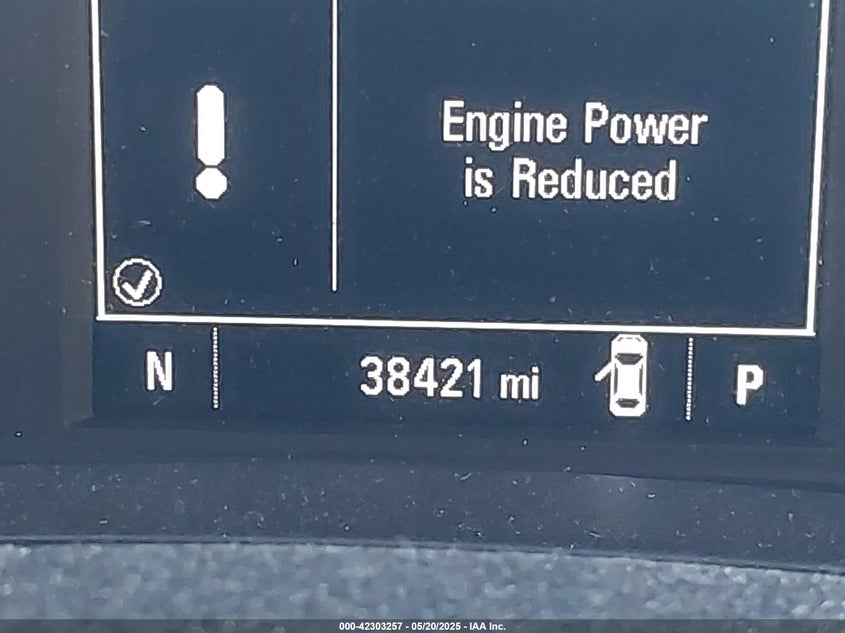 Engine Power
is Reduced
N 38421 mi P
000-42303257 - 05/20/2025 - IAA Inc.